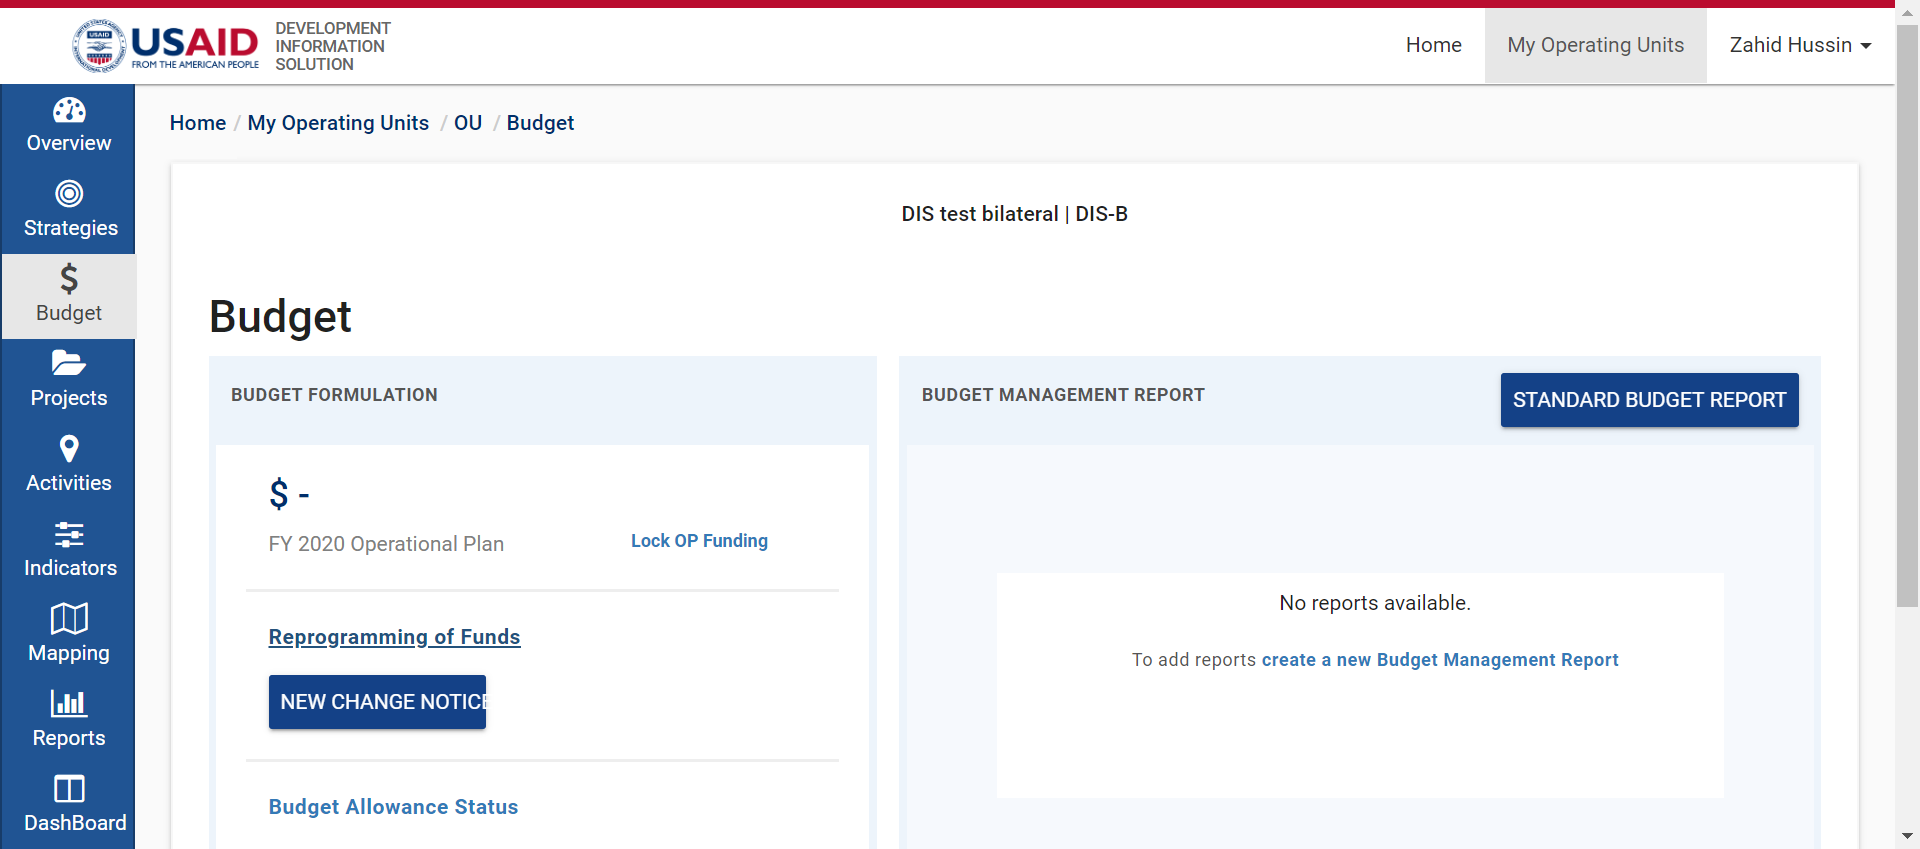 USAID
FROM THE AMERICAN PEOPLE
DEVELOPMENT
INFORMATION
SOLUTION
Home
My Operating Units
Zahid Hussin
Overview
Strategies
$
Budget
Projects
Activities
Indicators
Mapping
Reports
DashBoard
Home / My Operating Units / OU / Budget
DIS test bilateral | DIS-B
Budget
BUDGET FORMULATION
$ -
FY 2020 Operational Plan
Lock OP Funding
Reprogramming of Funds
NEW CHANGE NOTICE
Budget Allowance Status
BUDGET MANAGEMENT REPORT
STANDARD BUDGET REPORT
No reports available.
To add reports create a new Budget Management Report